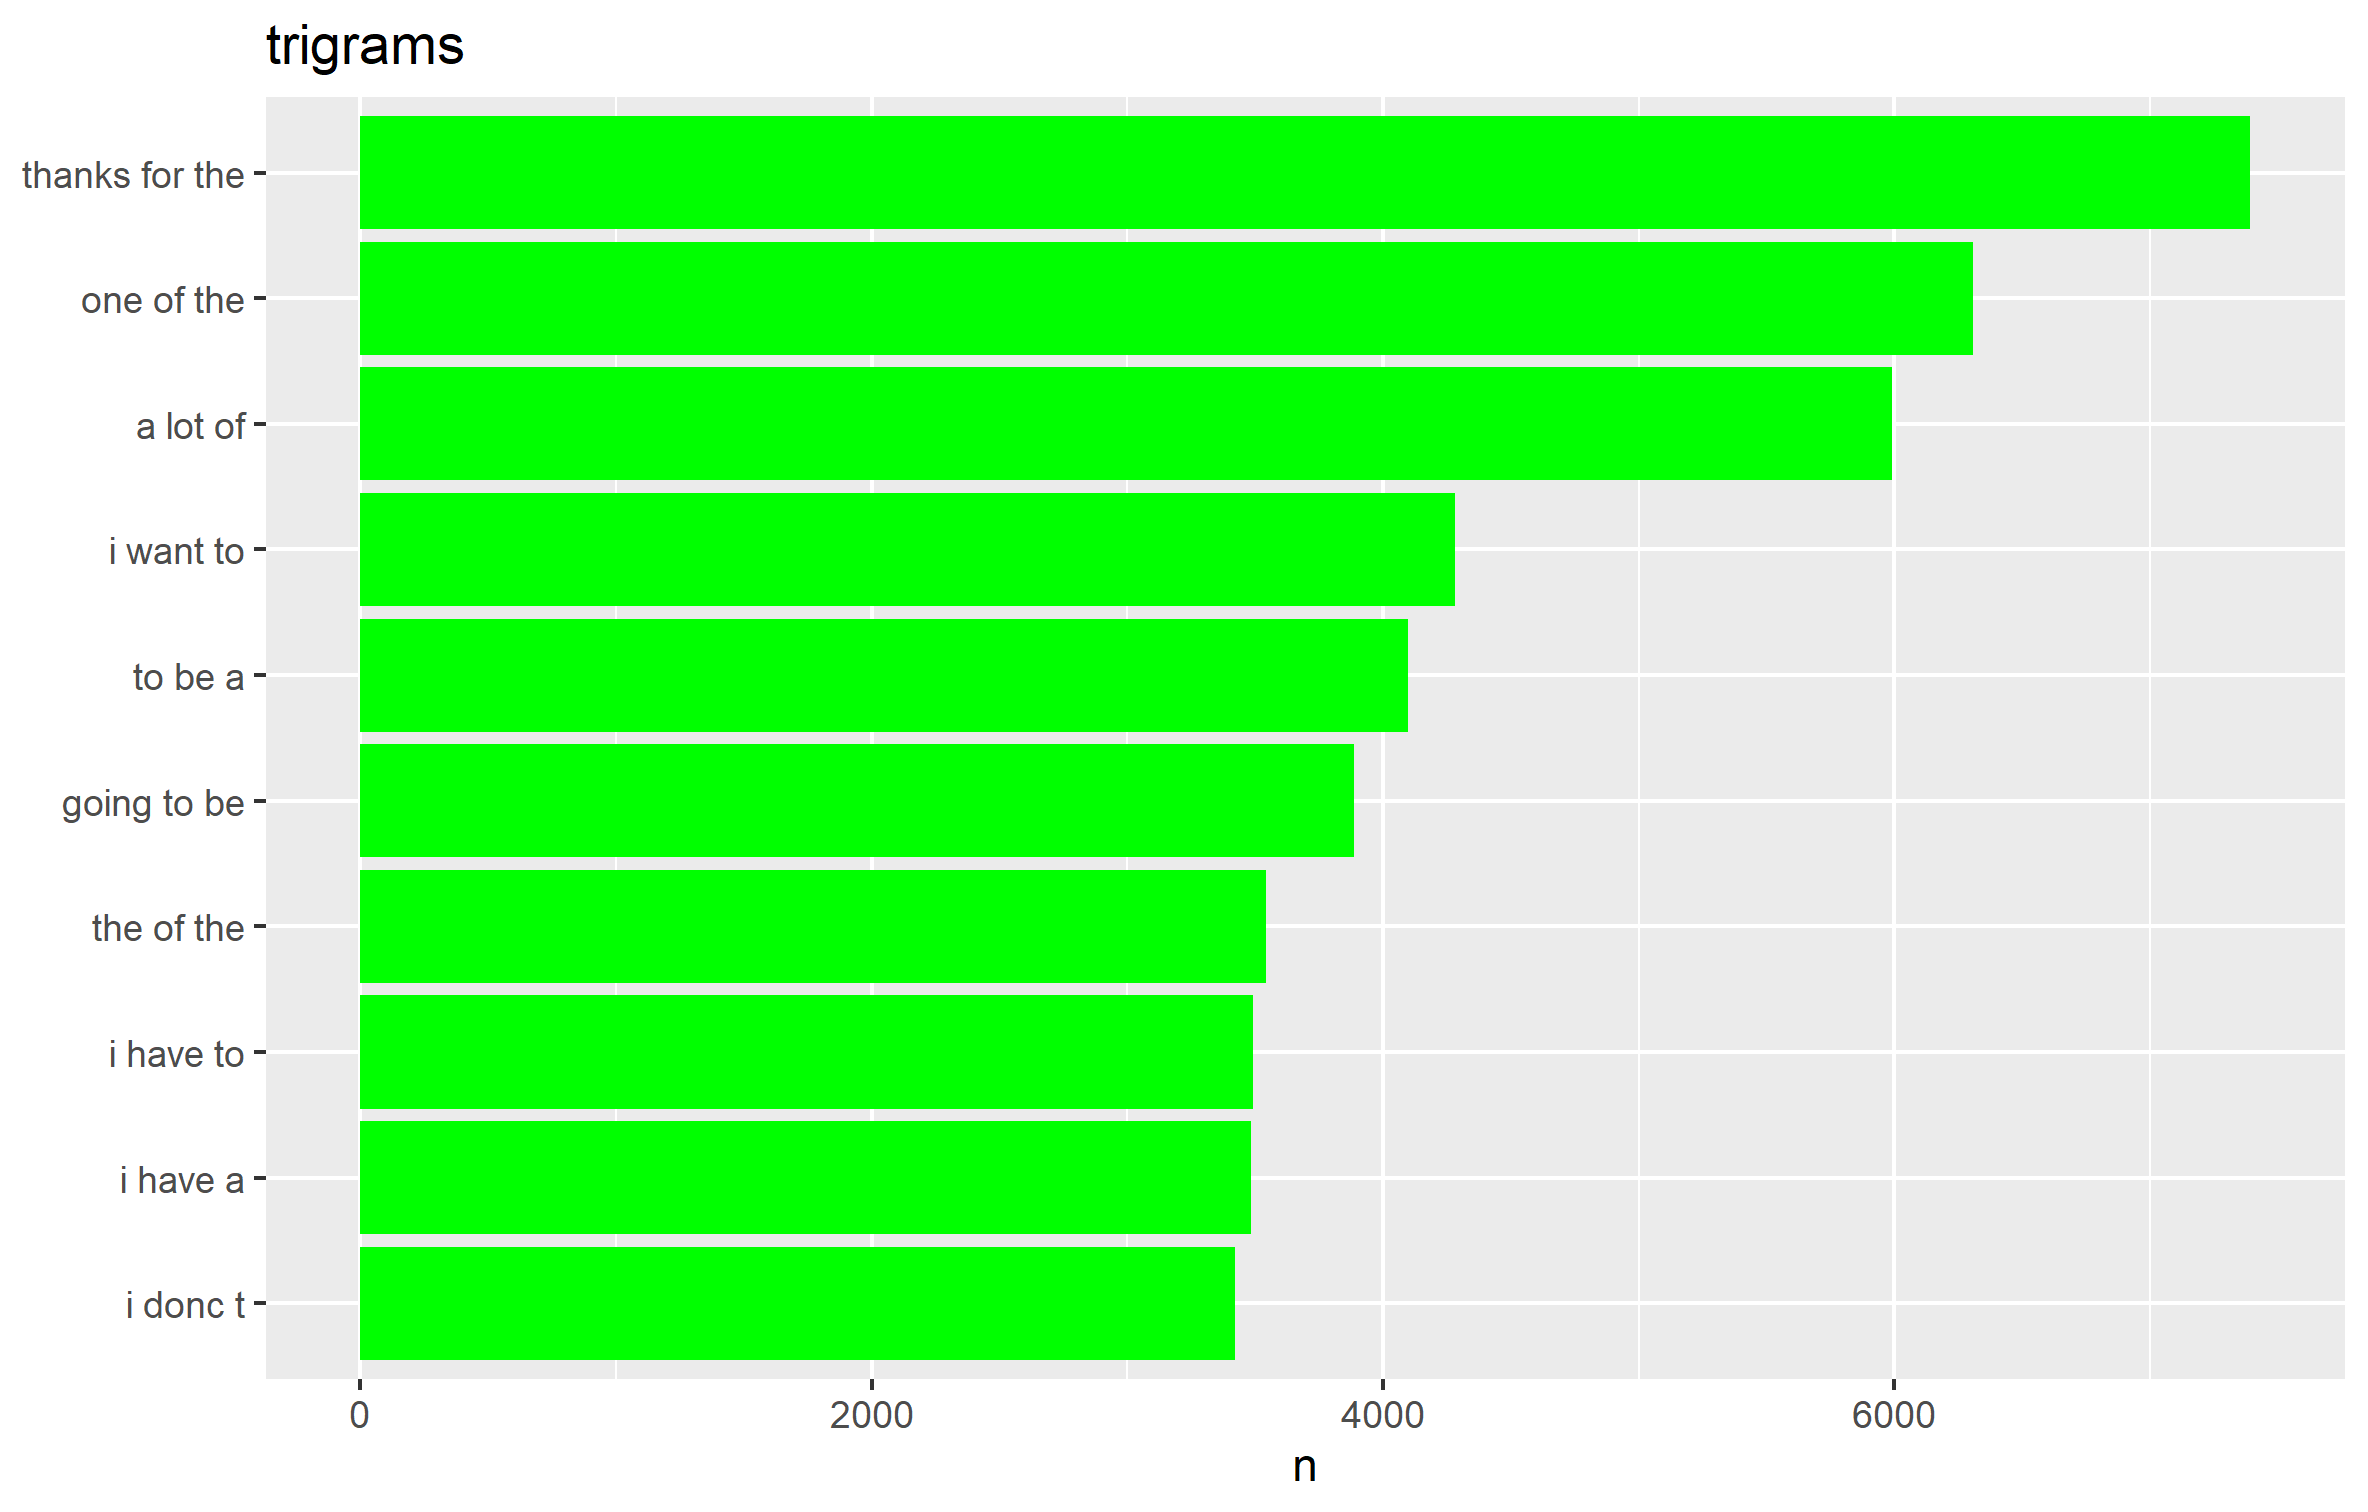 trigrams
thanks for the
one of the
a lot of
i want to
to be a
going to be
the of the
i have to
i have a
i donc t
0 2000 4000 6000
n